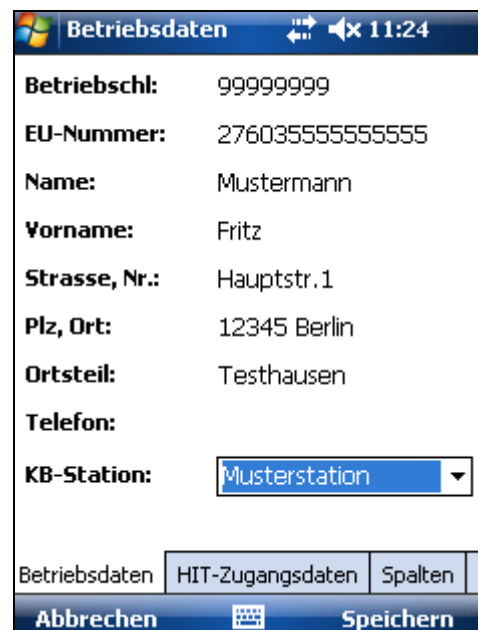 Betriebsdaten 11:24
Betriebschl: 99999999
EU-Nummer: 276035555555555
Name: Mustermann
Vorname: Fritz
Strasse, Nr.: Hauptstr.1
Plz, Ort: 12345 Berlin
Ortsteil: Testhausen
Telefon:
KB-Station: Musterstation
Betriebsdaten HIT-Zugangsdaten Spalten
Abbrechen Speichern